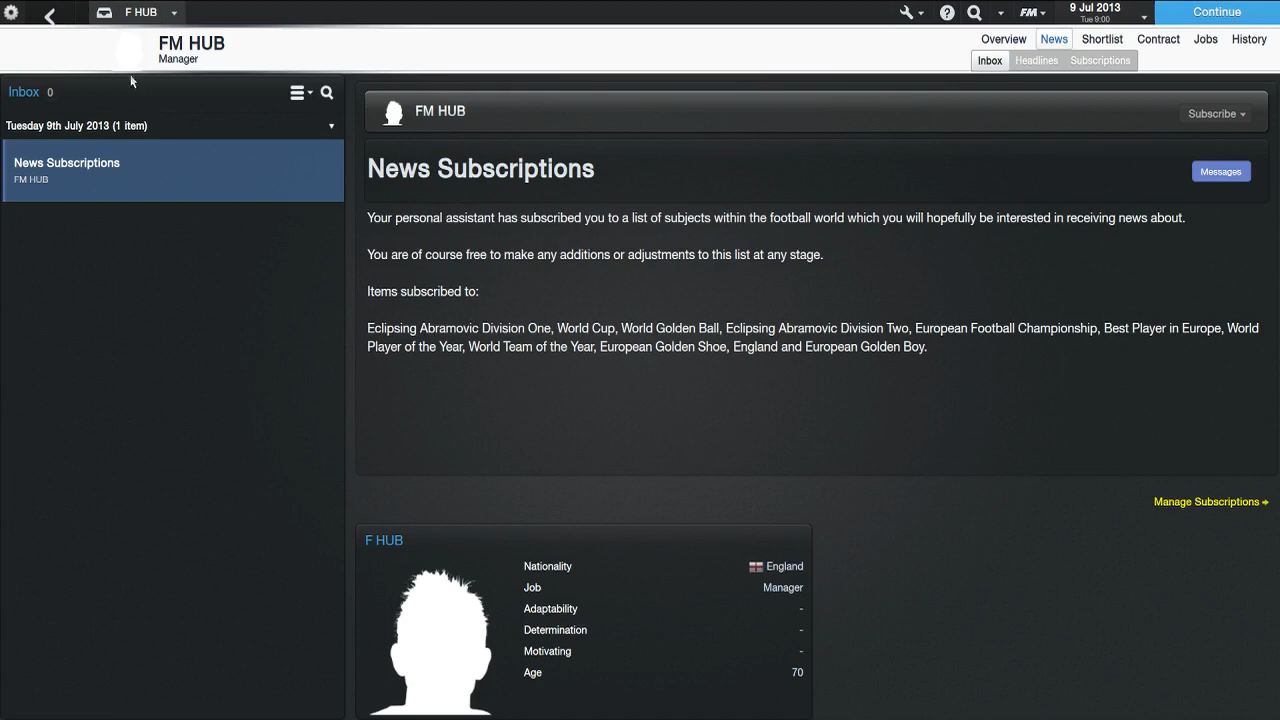 F HUB
FM
9 Jul 2013
Tue 9:00
Continue
FM HUB
Manager
Overview News Shortlist Contract Jobs History
Inbox Headlines Subscriptions
Inbox 0
Tuesday 9th July 2013 (1 item)
News Subscriptions
FM HUB
FM HUB
Subscribe
News Subscriptions
Messages
Your personal assistant has subscribed you to a list of subjects within the football world which you will hopefully be interested in receiving news about.
You are of course free to make any additions or adjustments to this list at any stage.
Items subscribed to:
Eclipsing Abramovic Division One, World Cup, World Golden Ball, Eclipsing Abramovic Division Two, European Football Championship, Best Player in Europe, World
Player of the Year, World Team of the Year, European Golden Shoe, England and European Golden Boy.
Manage Subscriptions
F HUB
Nationality England
Job Manager
Adaptability -
Determination -
Motivating -
Age 70